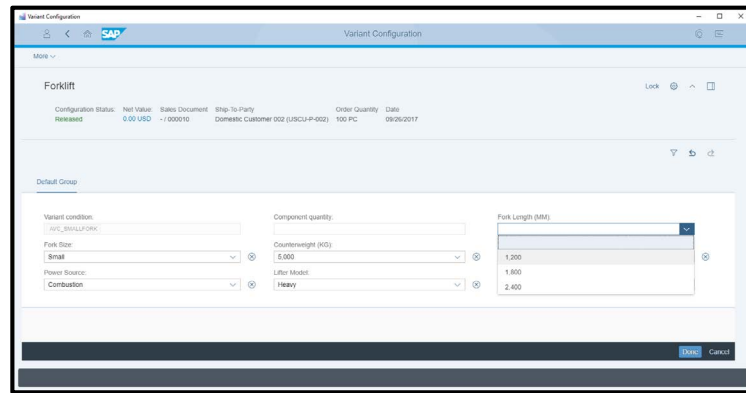 Variant Configuration
SAP Variant Configuration
More
Forklift Lock
Configuration Status: Net Value: Sales Document Ship-To-Party Order Quantity Date
Released 0.00 USD - / 000010 Domestic Customer 002 (USCU-P-002) 100 PC 09/26/2017
Default Group
Variant condition: Component quantity: Fork Length (MM):
AVC_SMALLFORK
Fork Size: Counterweight (KG):
Small 5,000 1,200
Power Source: Lifter Model: 1,800
Combustion Heavy 2,400
Done Cancel